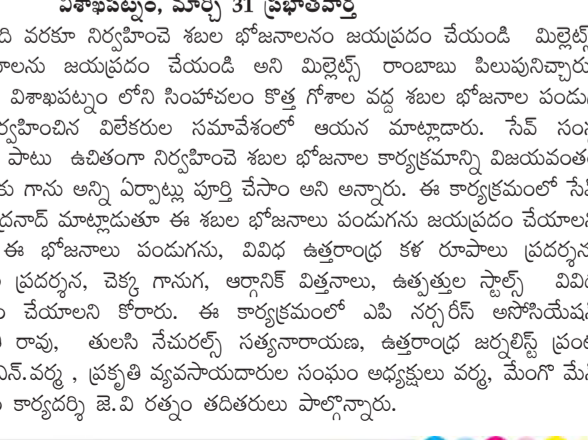 విశాఖపట్నం, మార్చి 31 ప్రభాతవార్త
ది వరకూ నిర్వహించె శబల భోజనాలనం జయప్రదం చేయండి మిల్లెట్స్
ాలను జయప్రదం చేయండి అని మిల్లెట్స్ రాంబాబు పిలుపునిచ్చారు
విశాఖపట్నం లోని సింహాచలం కొత్త గోశాల వద్ద శబల భోజనాల పండు
ర్వహించిన విలేకరుల సమావేశంలో ఆయన మాట్లాడారు. సేవ్ సం
పాటు ఉచితంగా నిర్వహించె శబల భోజనాల కార్యక్రమాన్ని విజయవంత
కు గాను అన్ని ఏర్పాట్లు పూర్తి చేసాం అని అన్నారు. ఈ కార్యక్రమంలో సే
ద్రనాద్ మాట్లాడుతూ ఈ శబల భోజనాలు పండుగను జయప్రదం చేయాల
ఈ భోజనాలు పండుగను, వివిధ ఉత్తరాంధ్ర కళ రూపాలు ప్రదర్శన
ప్రదర్శన, చెక్క గానుగ, ఆర్గానిక్ విత్తనాలు, ఉత్పత్తుల స్టాల్స్ వివి
ం చేయాలని కోరారు. ఈ కార్యక్రమంలో ఎపి నర్సరీస్ అసోసియేష
రావు, తులసి నేచురల్స్ సత్యనారాయణ, ఉత్తరాంధ్ర జర్నలిస్ట్ ఫ్రం
ఎన్.వర్మ , ప్రకృతి వ్యవసాయదారుల సంఘం అధ్యక్షులు వర్మ, మేంగొ మే
కార్యదర్శి జె.వి రత్నం తదితరులు పాల్గొన్నారు.